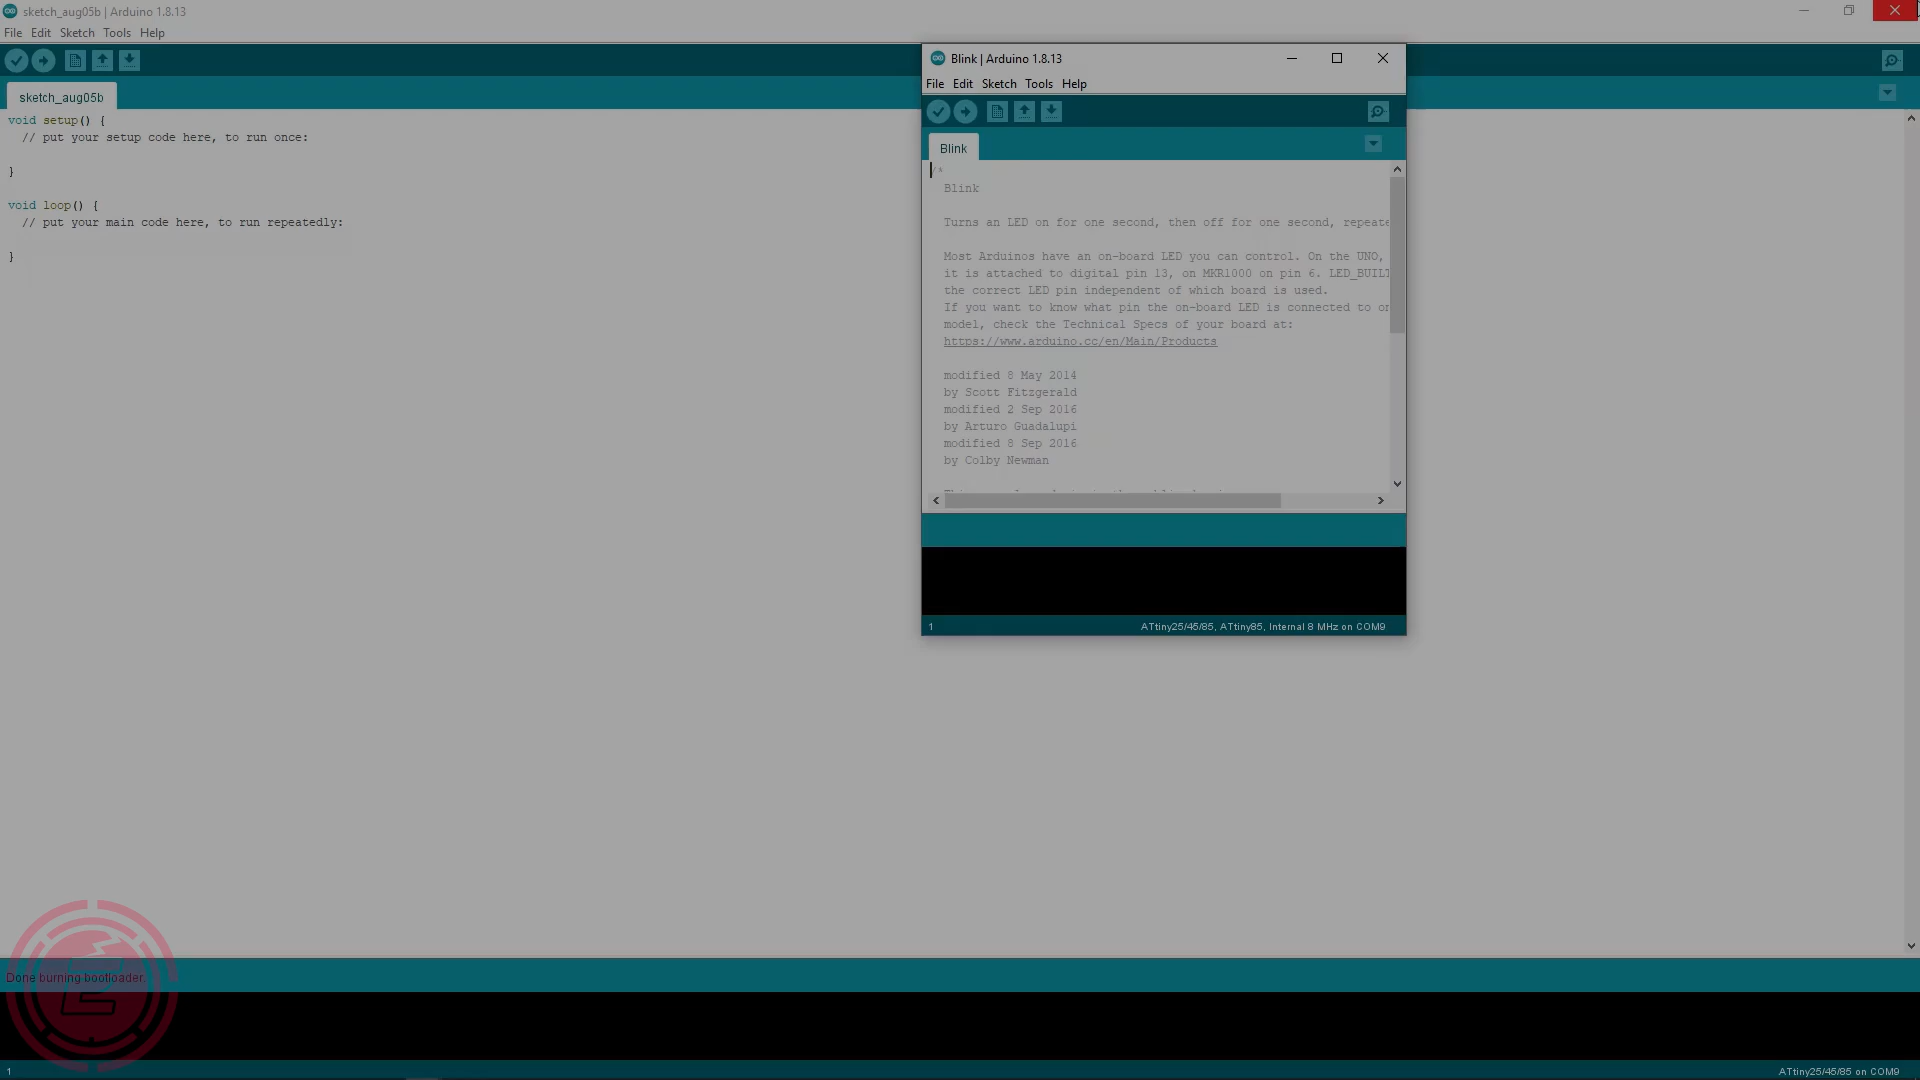 sketch_aug05b | Arduino 1.8.13
File Edit Sketch Tools Help
sketch_aug05b
void setup() {
  // put your setup code here, to run once:
}
void loop() {
  // put your main code here, to run repeatedly:
}
Blink | Arduino 1.8.13
File Edit Sketch Tools Help
Blink
/*
  Blink
  Turns an LED on for one second, then off for one second,
  Most Arduinos have an on-board LED you can control. On the UNO,
  it is attached to digital pin 13, on MKR1000 on pin 6.
  the correct LED pin independent of which board is used.
  If you want to know what pin the on-board LED is connected to
  model, check the Technical Specs of your board at:
  https://www.arduino.cc/en/Main/Products
  modified 8 May 2014
  by Scott Fitzgerald
  modified 2 Sep 2016
  by Arturo Guadalupi
  modified 8 Sep 2016
  by Colby Newman
1
ATtiny25/45/85, ATtiny85, Internal 8 MHz on COM9
Done burning bootloader.
1
ATtiny25/45/85 on COM9